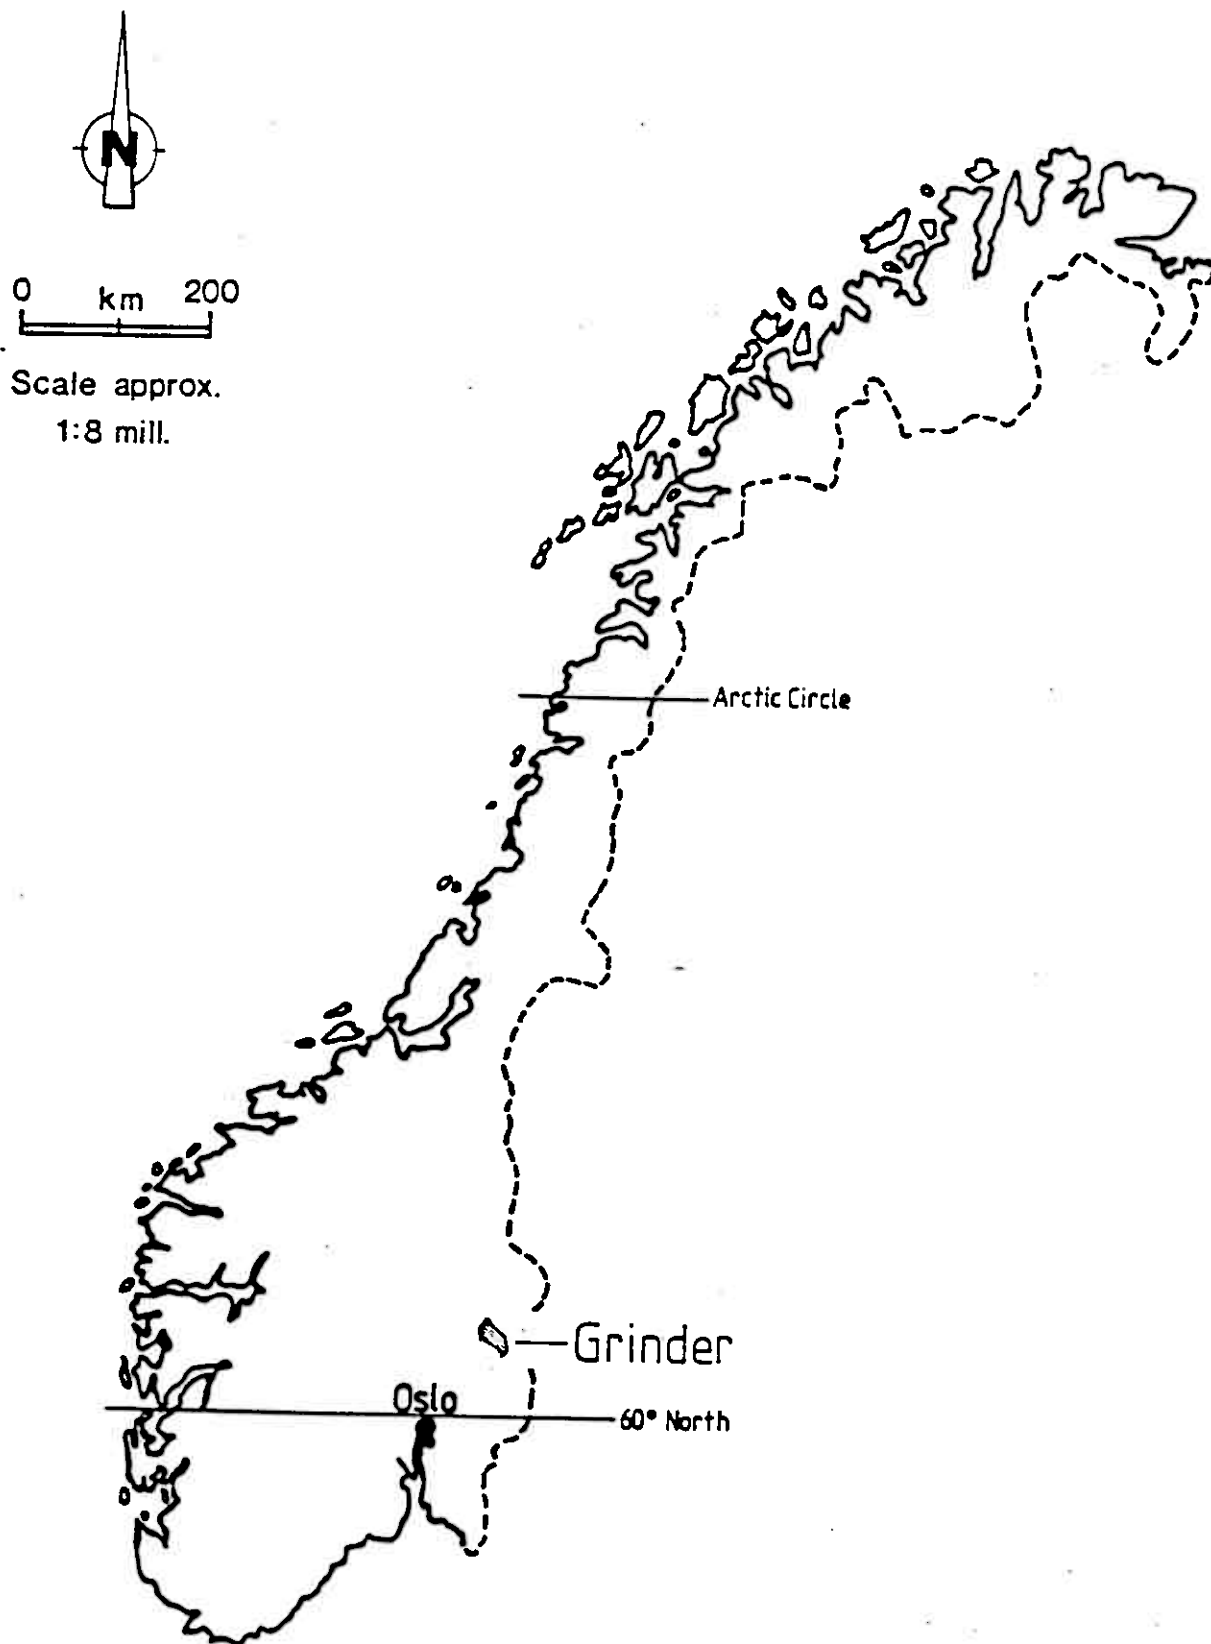 N
0 km 200
Scale approx.
1:8 mill.
Arctic Circle
Grinder
Oslo
60° North